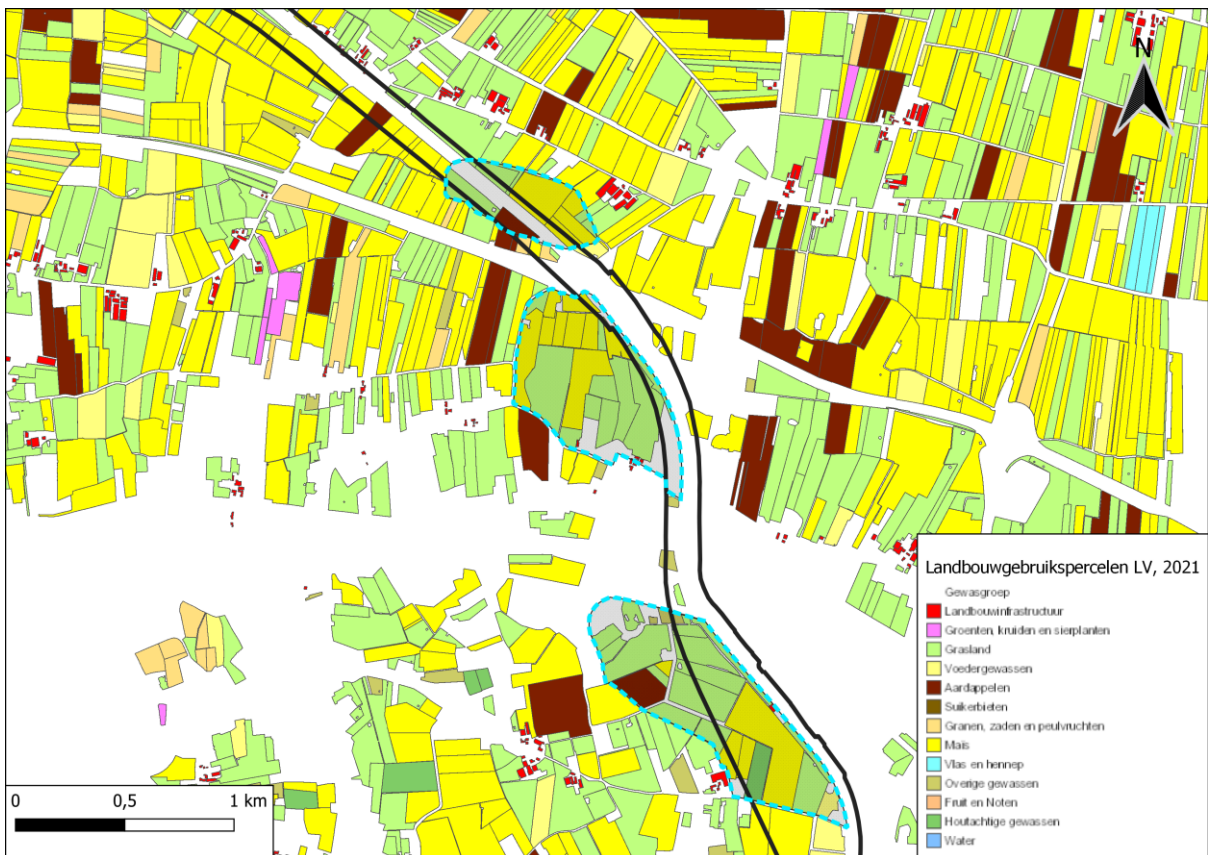 N
Landbouwgebruikspercelen LV, 2021
Gewasgroep
Landbouwinfrastructuur
Groenten, kruiden en sierplanten
Grasland
Voedergewassen
Aardappelen
Suikerbieten
Granen, zaden en peulvruchten
Maïs
Vlas en hennep
Overige gewassen
Fruit en Noten
Houtachtige gewassen
Water
0 0,5 1 km